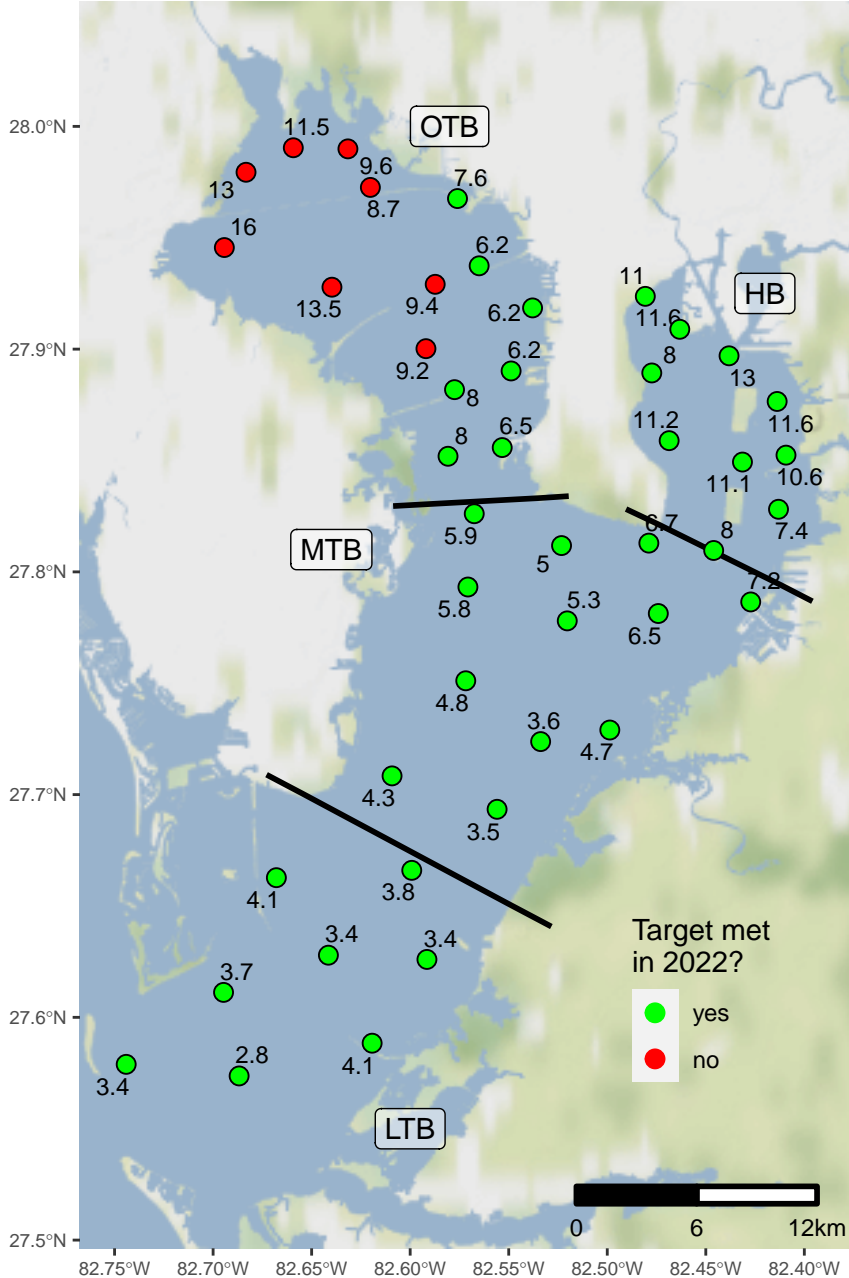 28.0°N
27.9°N
27.8°N
27.7°N
27.6°N
27.5°N
OTB
11.5
9.6
13
8.7
7.6
16
6.2
13.5
9.4
6.2
9.2
6.2
8
8
6.5
HB
11
11.6
8
13
11.6
11.2
11.1
10.6
7.4
6.7
8
7.2
MTB
5.9
5
5.8
5.3
6.5
4.8
3.6
4.7
4.3
3.5
4.1
3.8
3.4
3.4
3.7
3.4
2.8
4.1
LTB
Target met
in 2022?
yes
no
0 6 12km
82.75°W 82.70°W 82.65°W 82.60°W 82.55°W 82.50°W 82.45°W 82.40°W